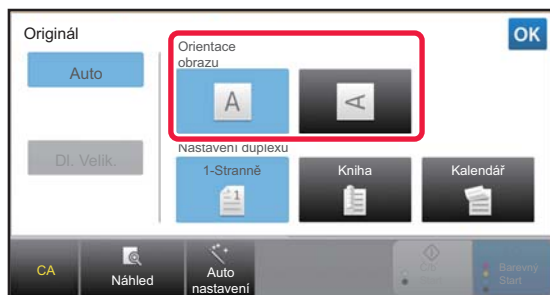 Originál
OK
Orientace
obrazu
Auto
A
A
Nastavení duplexu
Dl. Velik.
1-Stranně
Kniha
Kalendář
1
CA
Náhled
Auto
nastavení
Barevný
Start